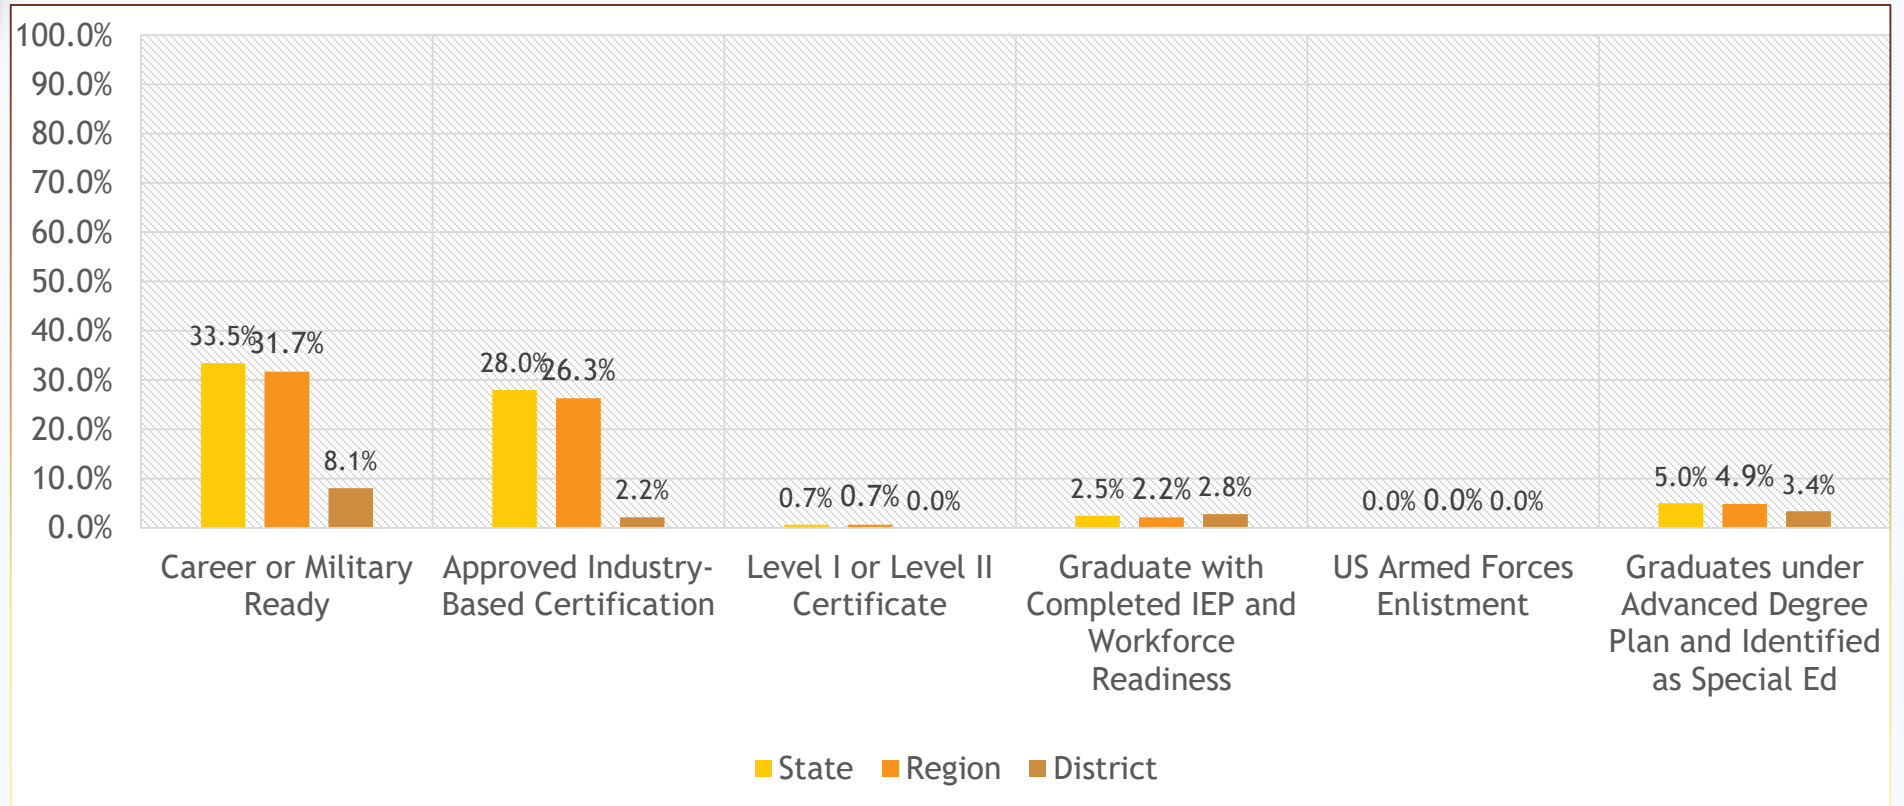 100.0%
90.0%
80.0%
70.0%
60.0%
50.0%
40.0%
30.0%
20.0%
10.0%
0.0%
33.5%
31.7%
8.1%
28.0%
26.3%
2.2%
0.7%
0.7%
0.0%
2.5%
2.2%
2.8%
0.0%
0.0%
0.0%
5.0%
4.9%
3.4%
Career or Military
Ready
Approved Industry-
Based Certification
Level I or Level II
Certificate
Graduate with
Completed IEP and
Workforce
Readiness
US Armed Forces
Enlistment
Graduates under
Advanced Degree
Plan and Identified
as Special Ed
State
Region
District